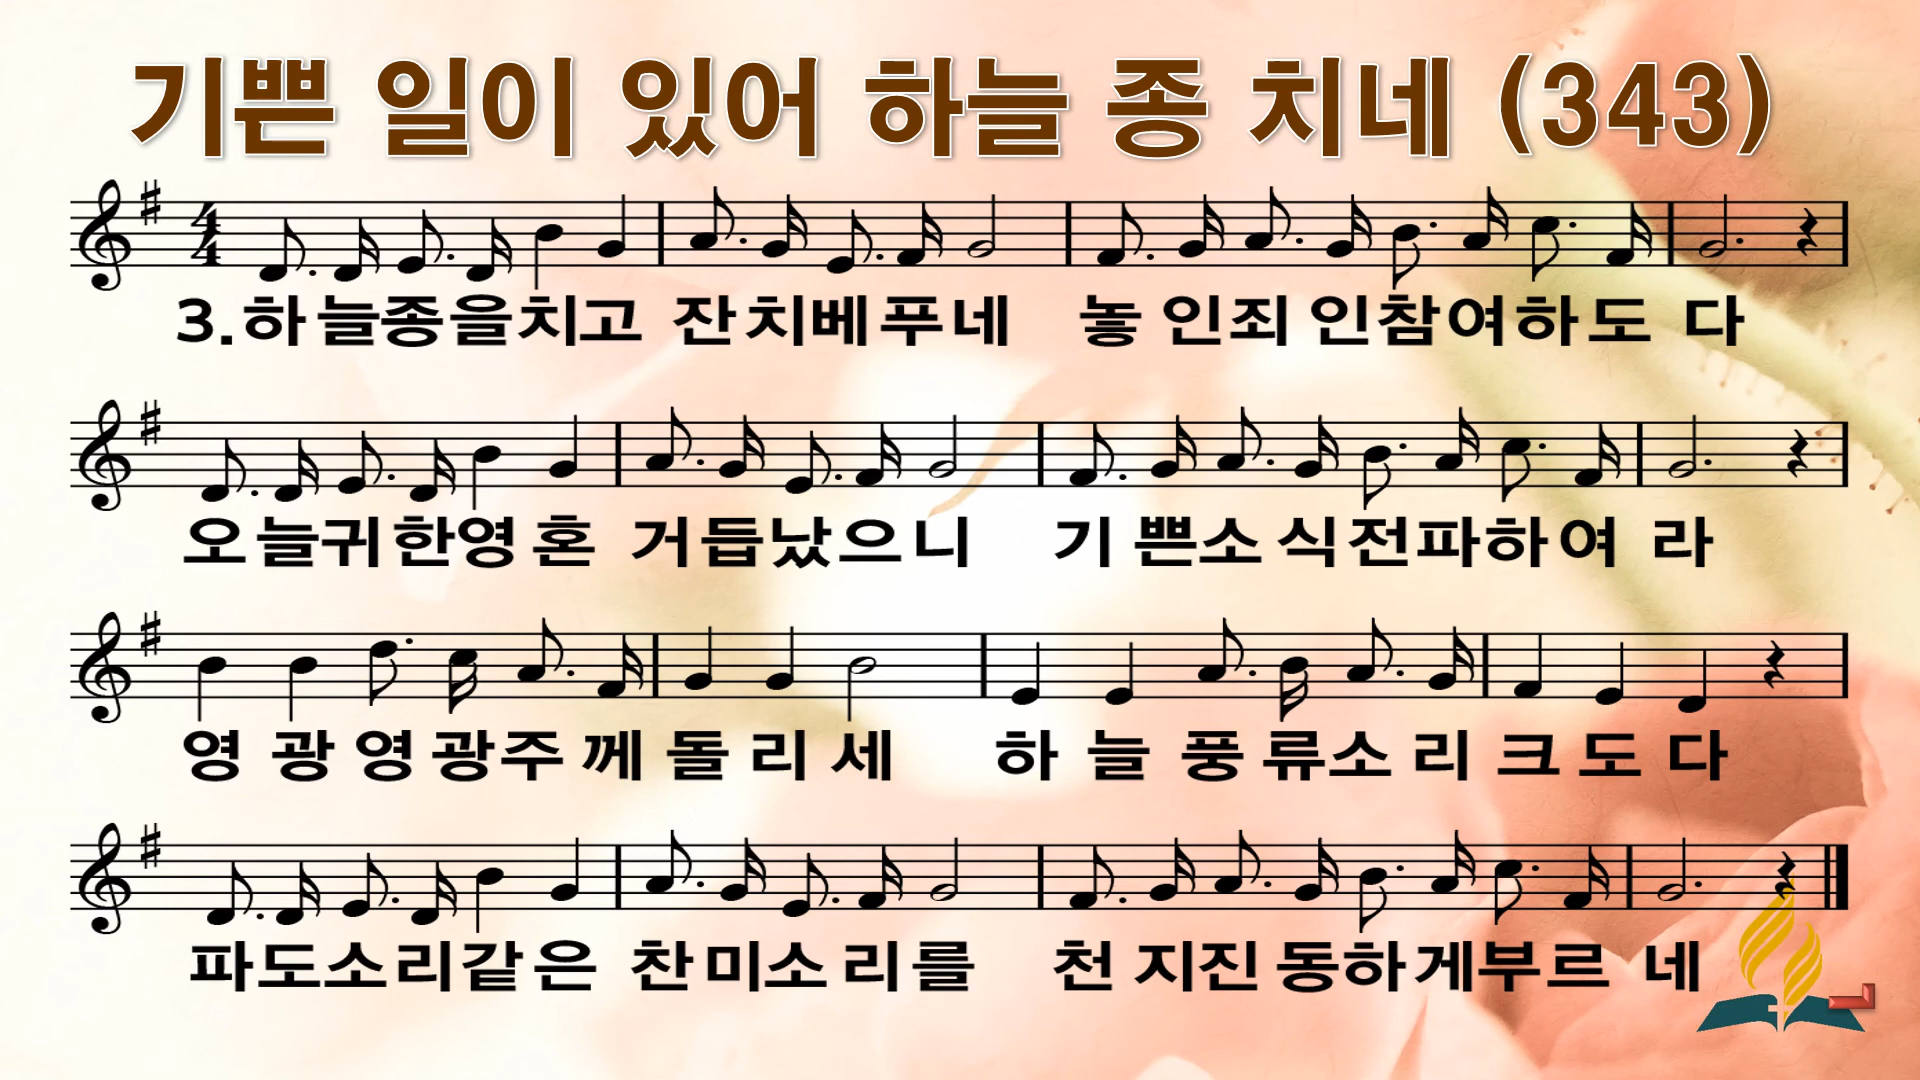 기쁜 일이 있어 하늘 종 치네 (343)
3.하늘종을치고 잔치베푸네 놓인죄인참여하도다
오늘귀한영혼 거듭났으니 기쁜소식전파하여라
영광영광주께돌리세 하늘풍류소리크도다
파도소리같은 찬미소리를 천지진동하게부르네